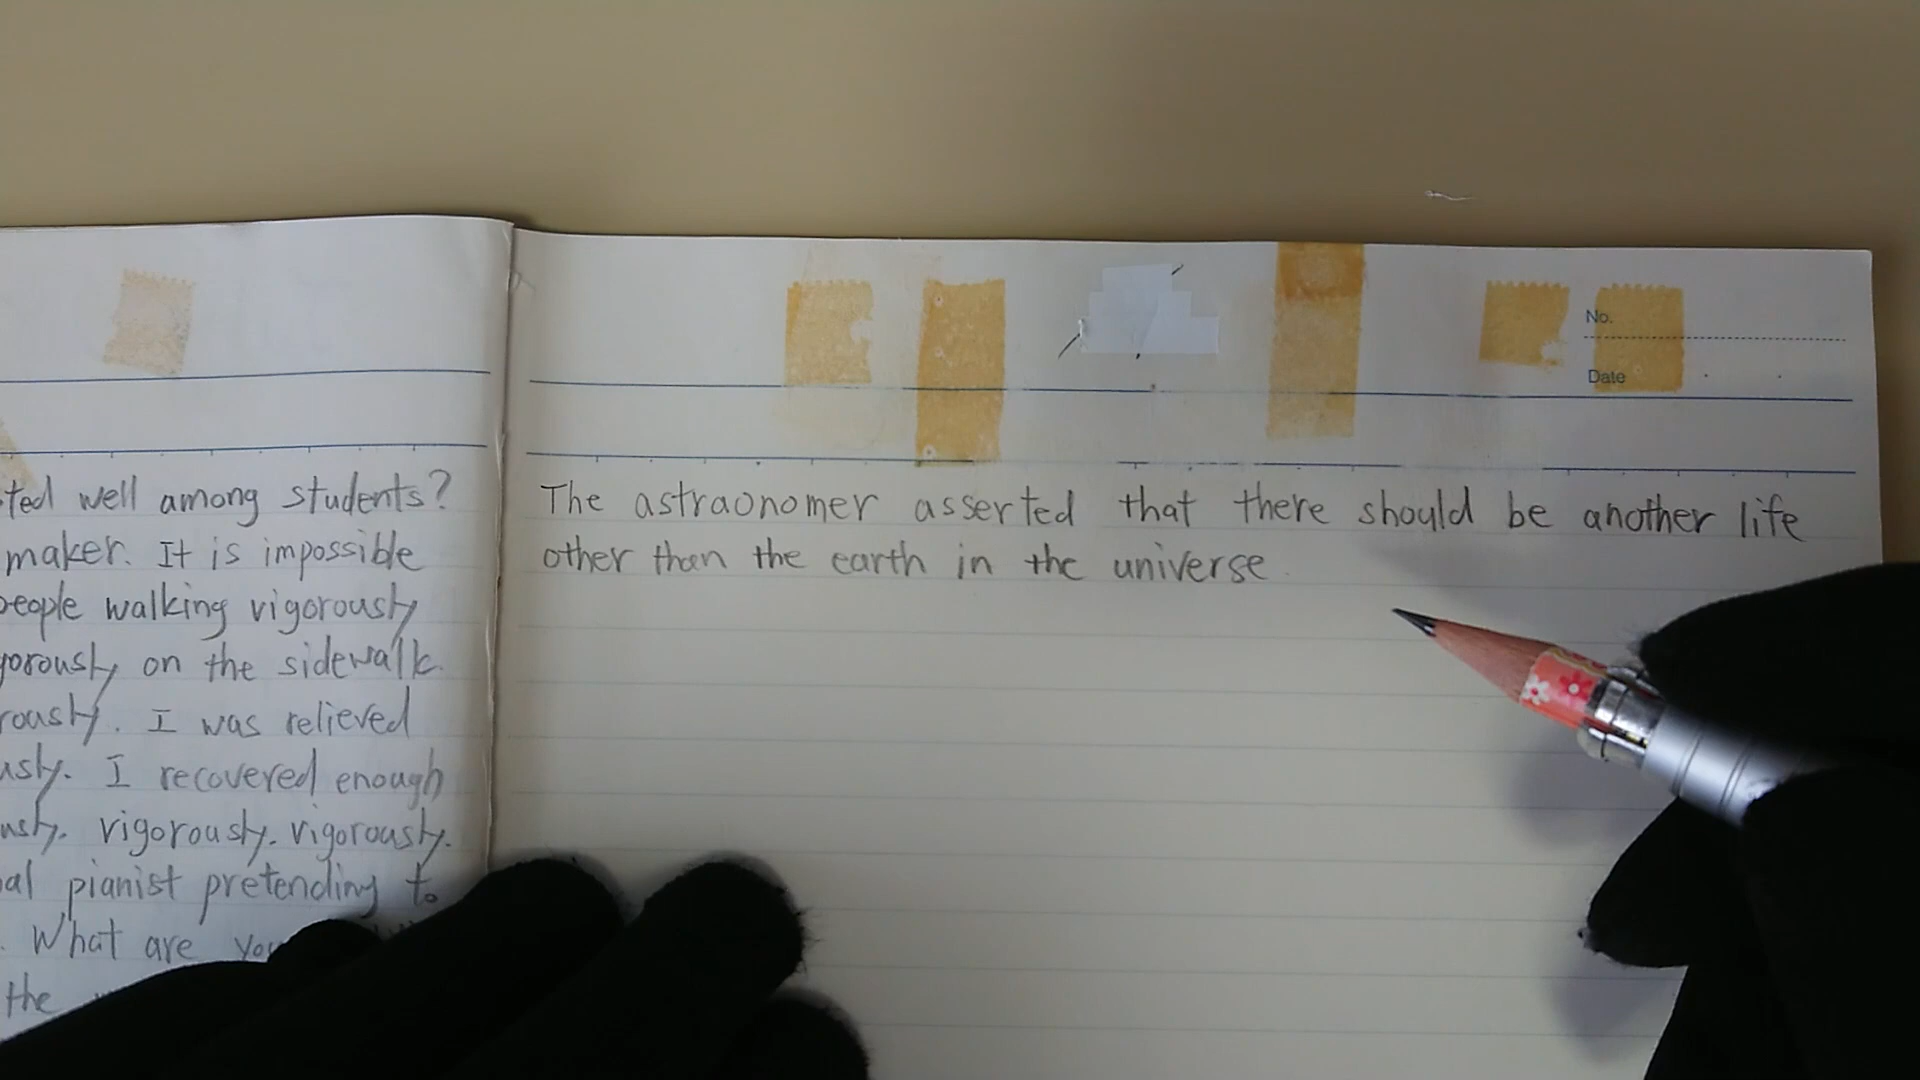 ted well among students?
maker. It is impossible
people walking vigorously
gorously on the sidewalk.
rously. I was relieved
usly. I recovered enough
usly. vigorously. vigorously.
al pianist pretending to
. What are you
the
No.
Date
The astraonomer asserted that there should be another life
other than the earth in the universe.